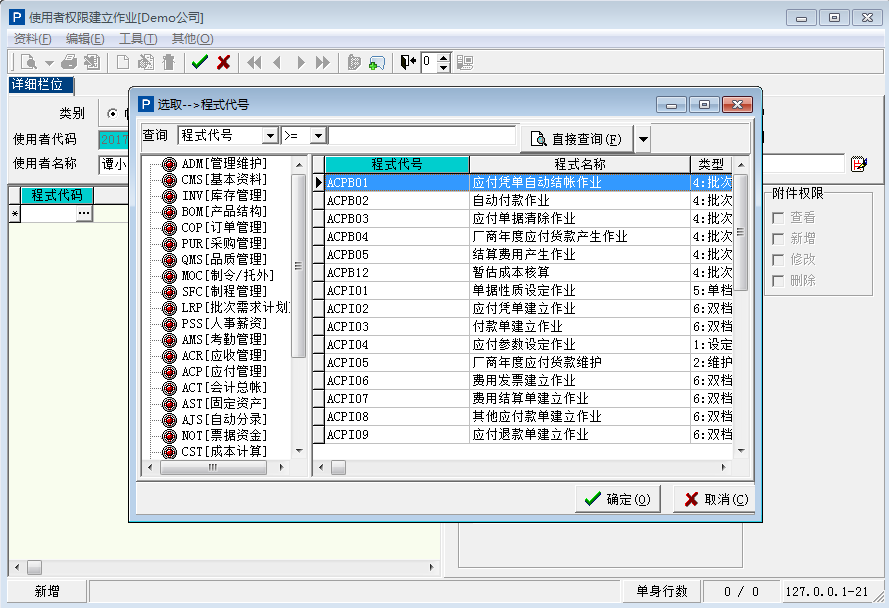 使用者权限建立作业[Demo公司]
资料(F) 编辑(E) 工具(T) 其他(O)
0
详细栏位
类别
使用者代码 2017
使用者名称 谭小
程式代码
* ...
附件权限
查看
新增
修改
删除
选取-->程式代号
查询 程式代号 >= 直接查询(F)
ADM[管理维护]
CMS[基本资料]
INV[库存管理]
BOM[产品结构]
COP[订单管理]
PUR[采购管理]
QMS[品质管理]
MOC[制令/托外]
SFC[制程管理]
LRP[批次需求计划]
PSS[人事薪资]
AMS[考勤管理]
ACR[应收管理]
ACP[应付管理]
ACT[会计总帐]
AST[固定资产]
AJS[自动分录]
NOT[票据资金]
CST[成本计算]
程式代号 程式名称 类型
ACPB01 应付凭单自动结帐作业 4:批次
ACPB02 自动付款作业 4:批次
ACPB03 应付单据清除作业 4:批次
ACPB04 厂商年度应付货款产生作业 4:批次
ACPB05 结算费用产生作业 4:批次
ACPB12 暂估成本核算 4:批次
ACPI01 单据性质设定作业 5:单档
ACPI02 应付凭单建立作业 6:双档
ACPI03 付款单建立作业 6:双档
ACPI04 应付参数设定作业 1:设定
ACPI05 厂商年度应付货款维护 2:维护
ACPI06 费用发票建立作业 6:双档
ACPI07 费用结算单建立作业 6:双档
ACPI08 其他应付款单建立作业 6:双档
ACPI09 应付退款单建立作业 6:双档
确定(O) 取消(C)
新增 单身行数 0 / 0 127.0.0.1-21